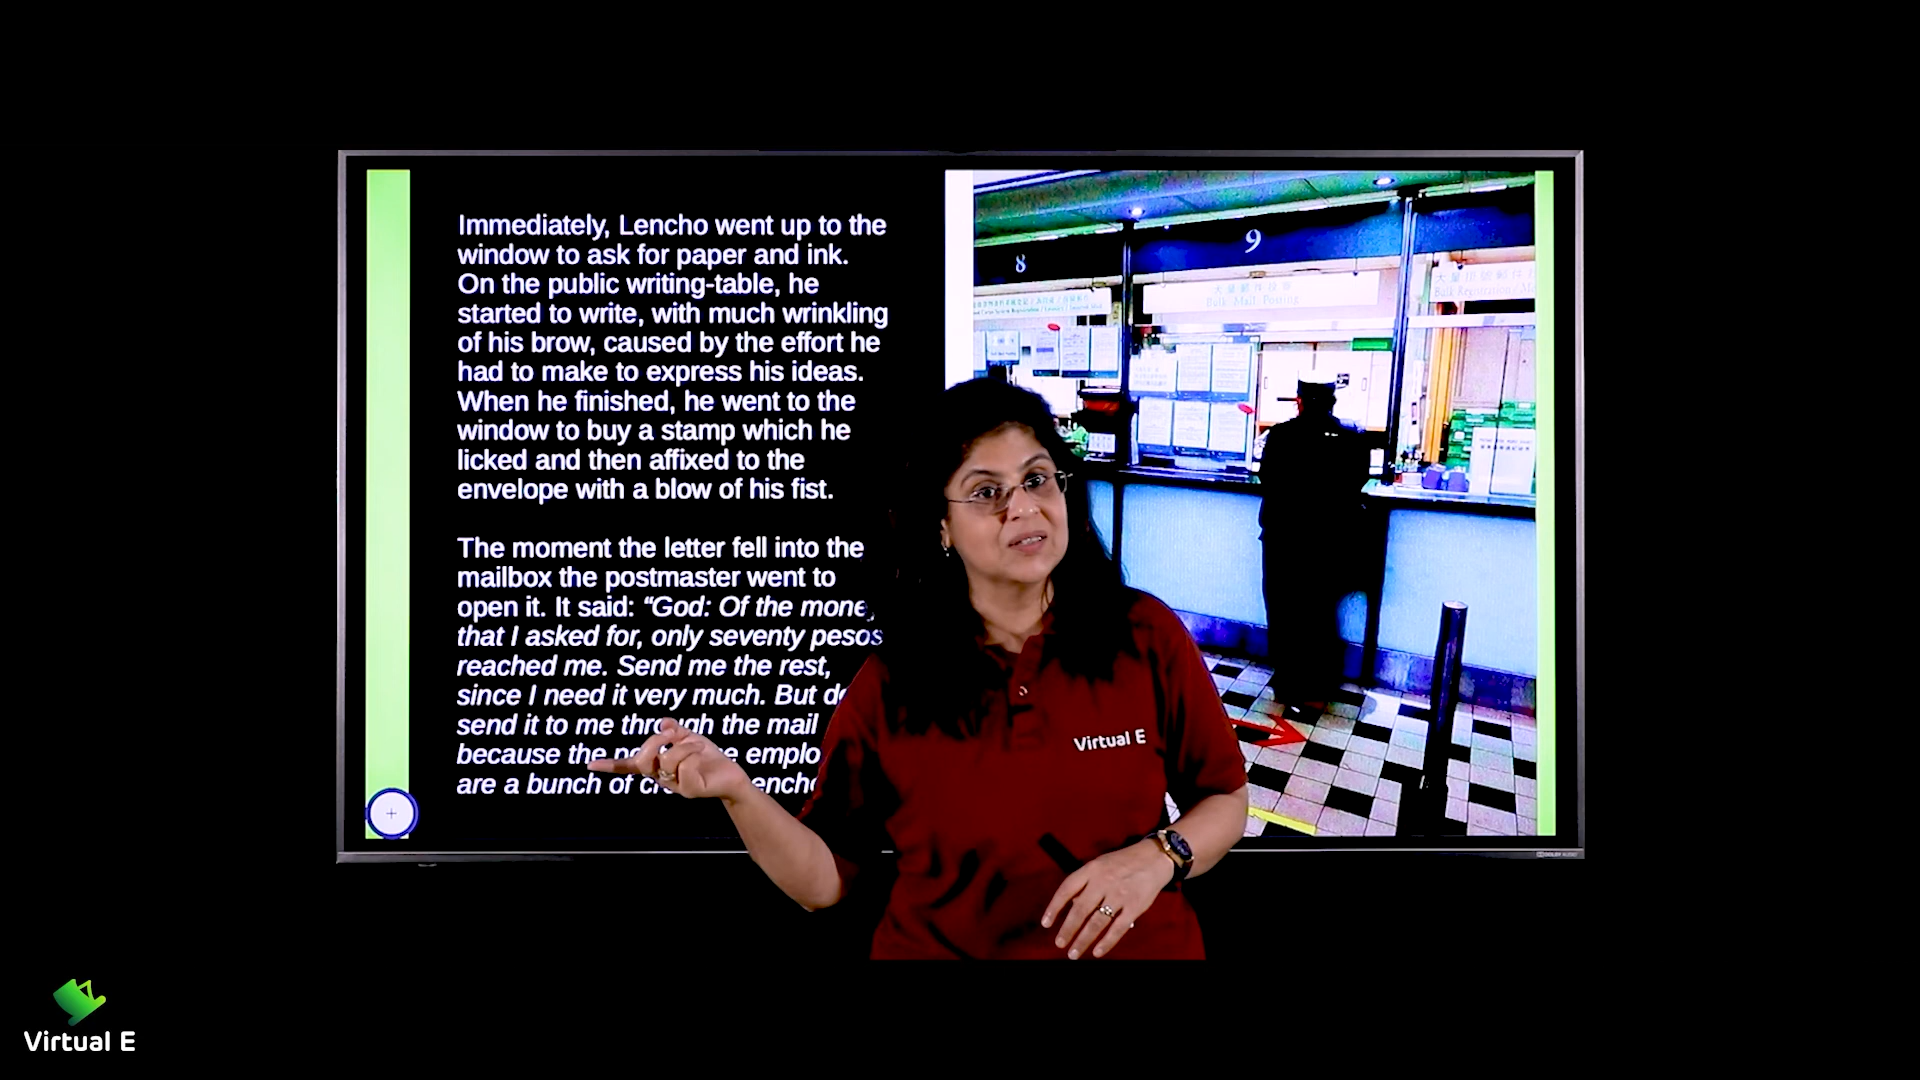 Immediately, Lencho went up to the
window to ask for paper and ink.
On the public writing-table, he
started to write, with much wrinkling
of his brow, caused by the effort he
had to make to express his ideas.
When he finished, he went to the
window to buy a stamp which he
licked and then affixed to the
envelope with a blow of his fist.
The moment the letter fell into the
mailbox the postmaster went to
open it. It said: “God: Of the money
that I asked for, only seventy pesos
reached me. Send me the rest,
since I need it very much. But
send it to me through the mail
because the
are a bunch of
8
9
Bulk Mail Posting
Bulk Registration
Virtual E
Virtual E